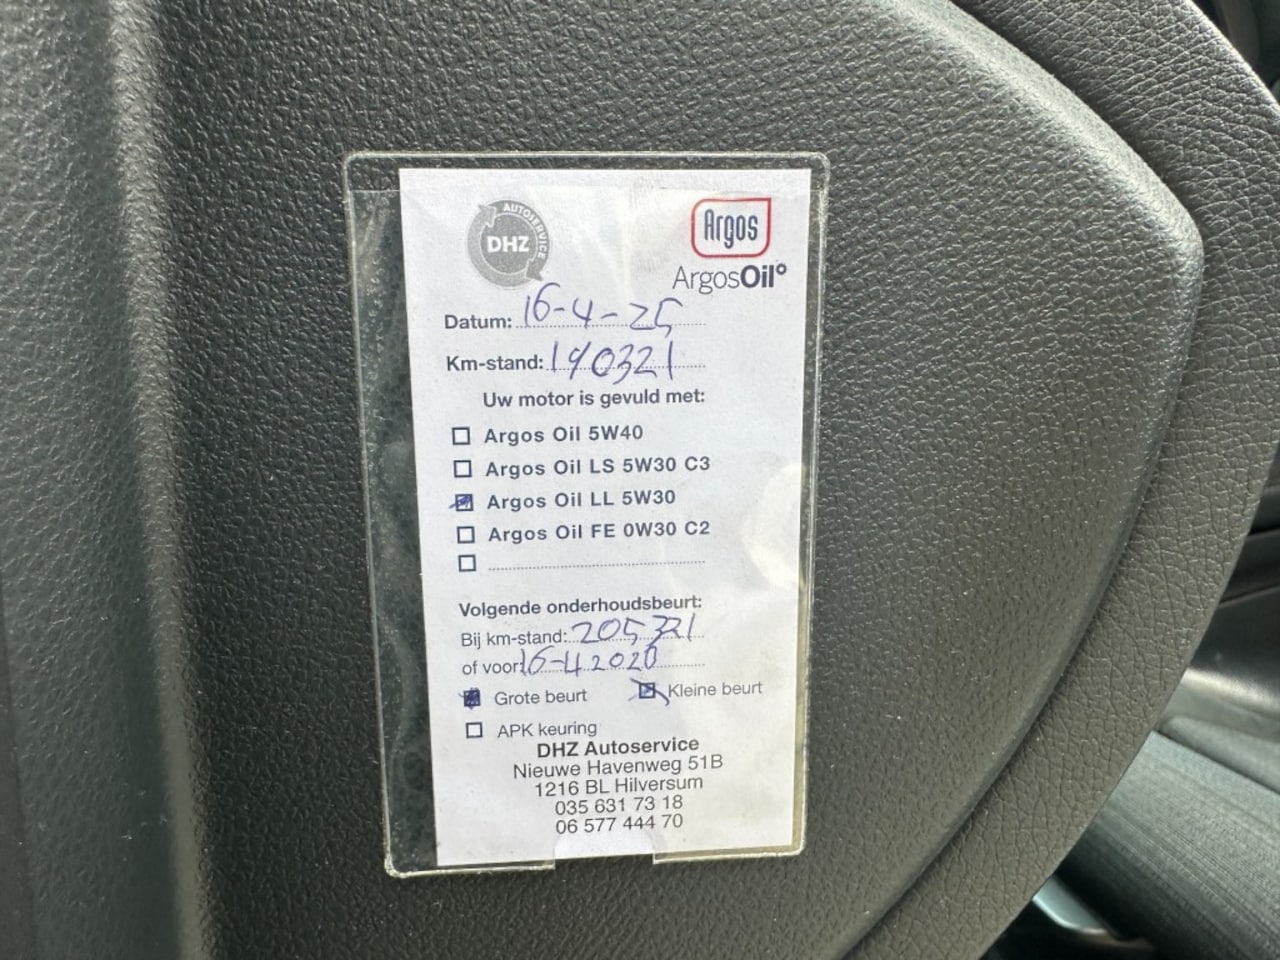 AUTOSERVICE
DHZ
Argos
ArgosOil°
Datum: 16-4-25
Km-stand: 190321
Uw motor is gevuld met:
Argos Oil 5W40
Argos Oil LS 5W30 C3
Argos Oil LL 5W30
Argos Oil FE 0W30 C2
Volgende onderhoudsbeurt:
Bij km-stand: 205321
of voor: 16-4 2020
Grote beurt Kleine beurt
APK keuring
DHZ Autoservice
Nieuwe Havenweg 51B
1216 BL Hilversum
035 631 73 18
06 577 444 70